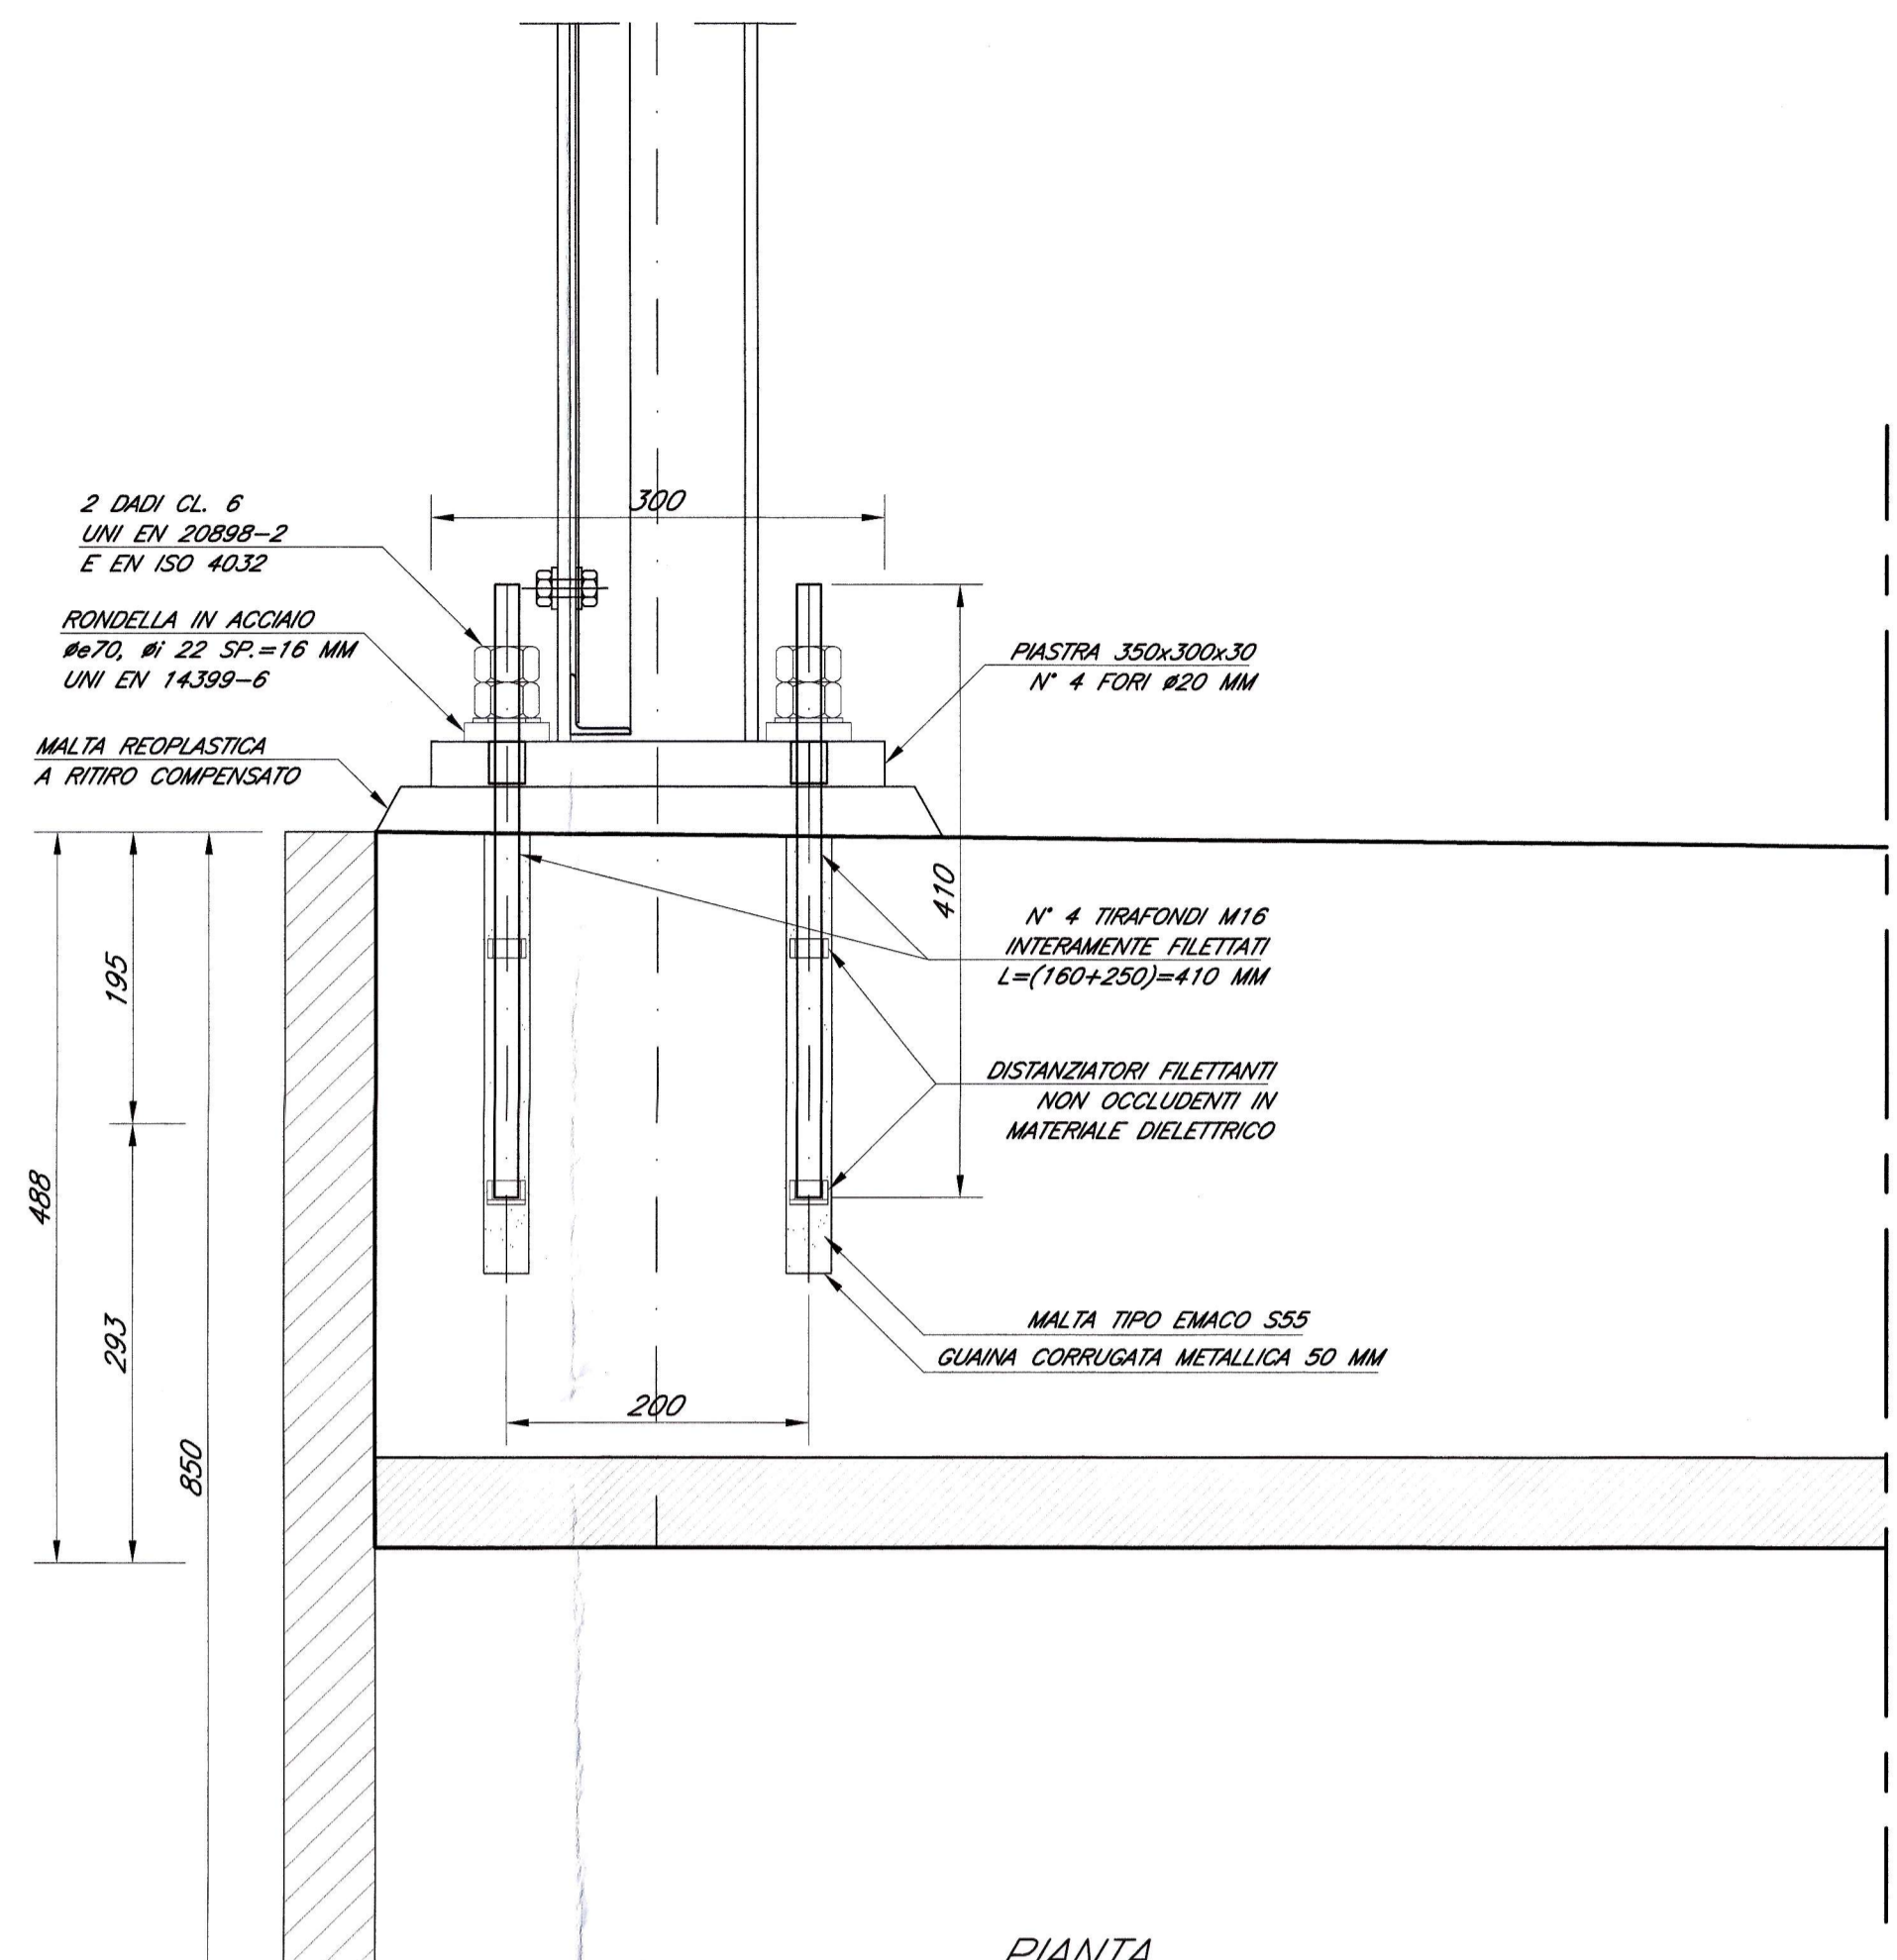 300
2 DADI CL. 6
UNI EN 20898-2
E EN ISO 4032
RONDELLA IN ACCIAIO
øe70, øi 22 SP.=16 MM
UNI EN 14399-6
MALTA REOPLASTICA
A RITIRO COMPENSATO
PIASTRA 350x300x30
N° 4 FORI ø20 MM
410
N° 4 TIRAFONDI M16
INTERAMENTE FILETTATI
L=(160+250)=410 MM
DISTANZIATORI FILETTANTI
NON OCCLUDENTI IN
MATERIALE DIELETTRICO
195
488
293
850
MALTA TIPO EMACO S55
GUAINA CORRUGATA METALLICA 50 MM
200
PIANTA